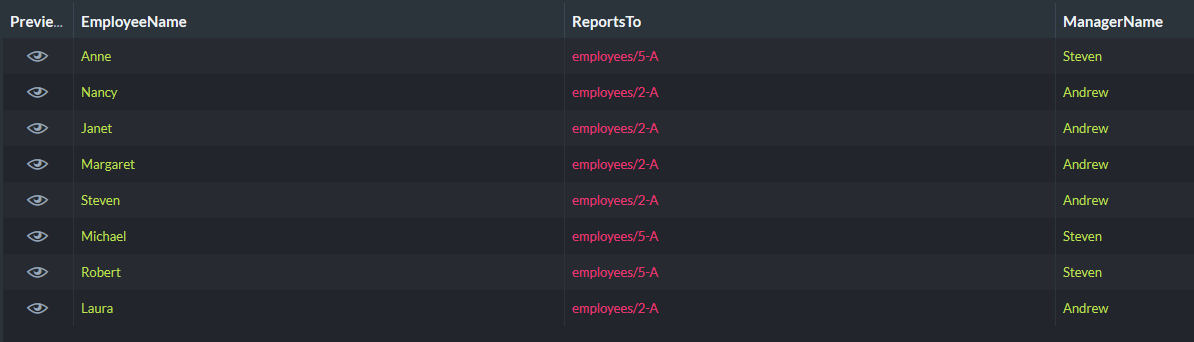 Previe... EmployeeName ReportsTo ManagerName
Anne employees/5-A Steven
Nancy employees/2-A Andrew
Janet employees/2-A Andrew
Margaret employees/2-A Andrew
Steven employees/2-A Andrew
Michael employees/5-A Steven
Robert employees/5-A Steven
Laura employees/2-A Andrew